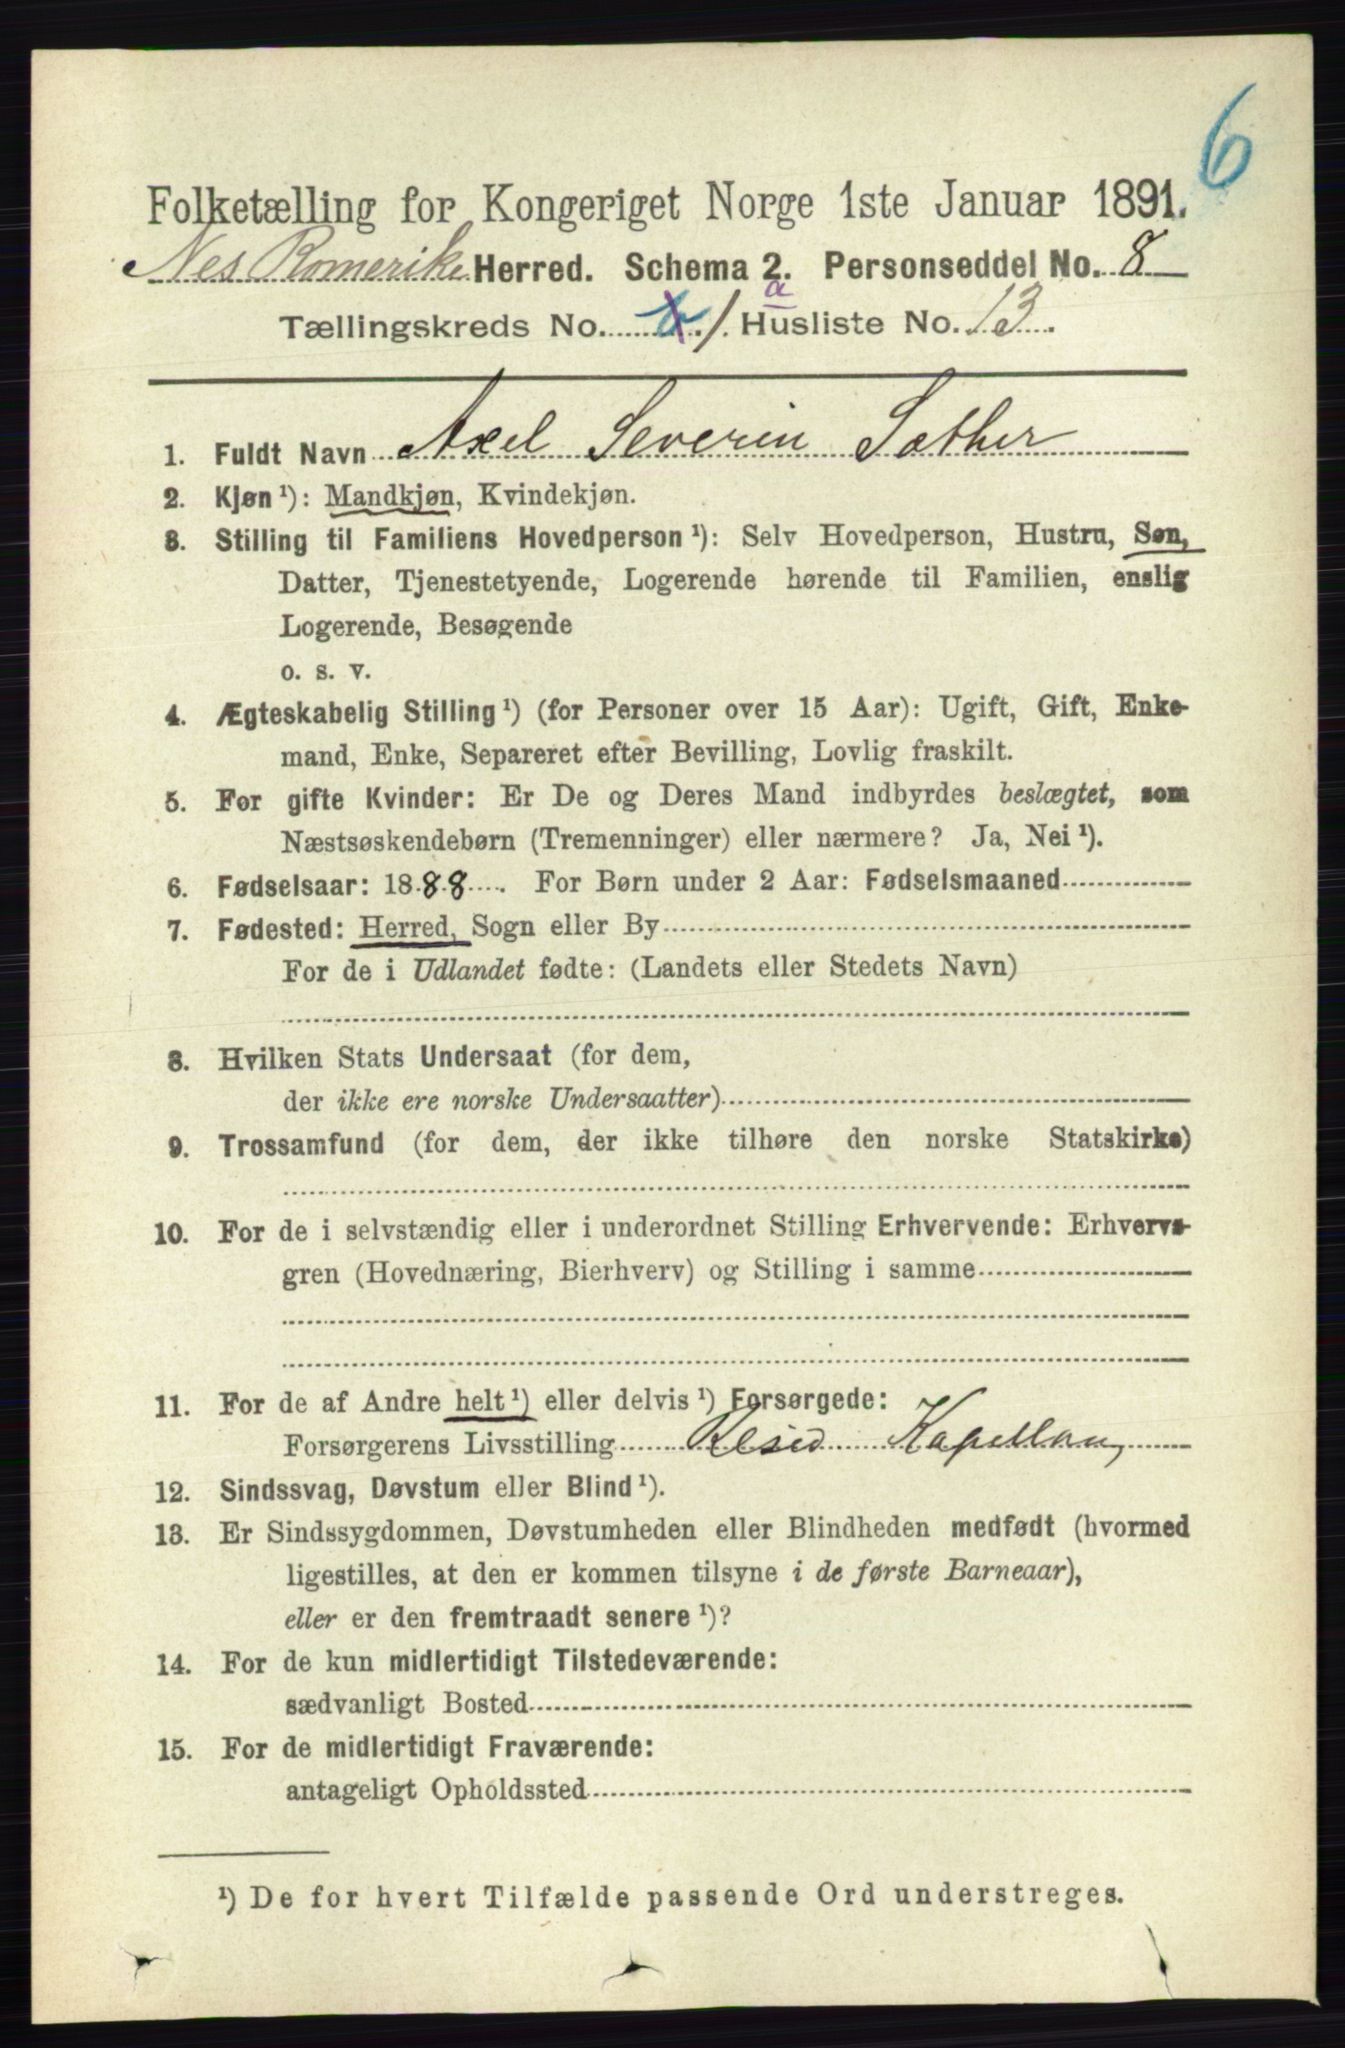 6
Folketælling for Kongeriget Norge 1ste Januar 1891.
Nes Romerike Herred. Schema 2. Personseddel No. 8
Tællingskreds No. 1 Husliste No. 13
a
1. Fuldt Navn Axel Severin Sæther
2. Kjøn ¹): Mandkjøn, Kvindekjøn.
3. Stilling til Familiens Hovedperson ¹): Selv Hovedperson, Hustru, Søn,
Datter, Tjenestetyende, Logerende hørende til Familien, enslig
Logerende, Besøgende
o. s. v.
4. Ægteskabelig Stilling ¹) (for Personer over 15 Aar): Ugift, Gift, Enke-
mand, Enke, Separeret efter Bevilling, Lovlig fraskilt.
5. For gifte Kvinder: Er De og Deres Mand indbyrdes beslægtet, som
Næstsøskendebørn (Tremenninger) eller nærmere? Ja, Nei ¹).
6. Fødselsaar: 1888. For Børn under 2 Aar: Fødselsmaaned
7. Fødested: Herred, Sogn eller By
For de i Udlandet fødte: (Landets eller Stedets Navn)
8. Hvilken Stats Undersaat (for dem,
der ikke ere norske Undersaatter)
9. Trossamfund (for dem, der ikke tilhøre den norske Statskirke)
10. For de i selvstændig eller i underordnet Stilling Erhvervende: Erhvervs-
gren (Hovednæring, Bierhverv) og Stilling i samme
11. For de af Andre helt ¹) eller delvis ¹) Forsørgede:
Forsørgerens Livsstilling Resid Kapellan,
12. Sindssvag, Døvstum eller Blind ¹).
13. Er Sindssygdommen, Døvstumheden eller Blindheden medfødt (hvormed
ligestilles, at den er kommen tilsyne i de første Barneaar),
eller er den fremtraadt senere ¹)?
14. For de kun midlertidigt Tilstedeværende:
sædvanligt Bosted
15. For de midlertidigt Fraværende:
antageligt Opholdssted
¹) De for hvert Tilfælde passende Ord understreges.